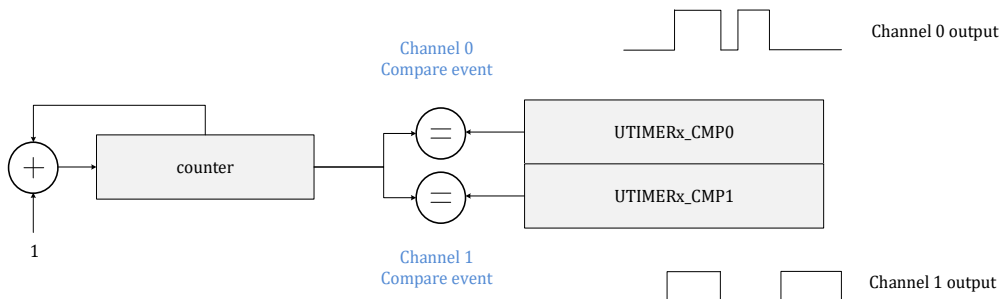 Channel 0
Compare event
Channel 0 output
+
=
UTIMERx_CMP0
counter
=
UTIMERx_CMP1
1
Channel 1
Compare event
Channel 1 output